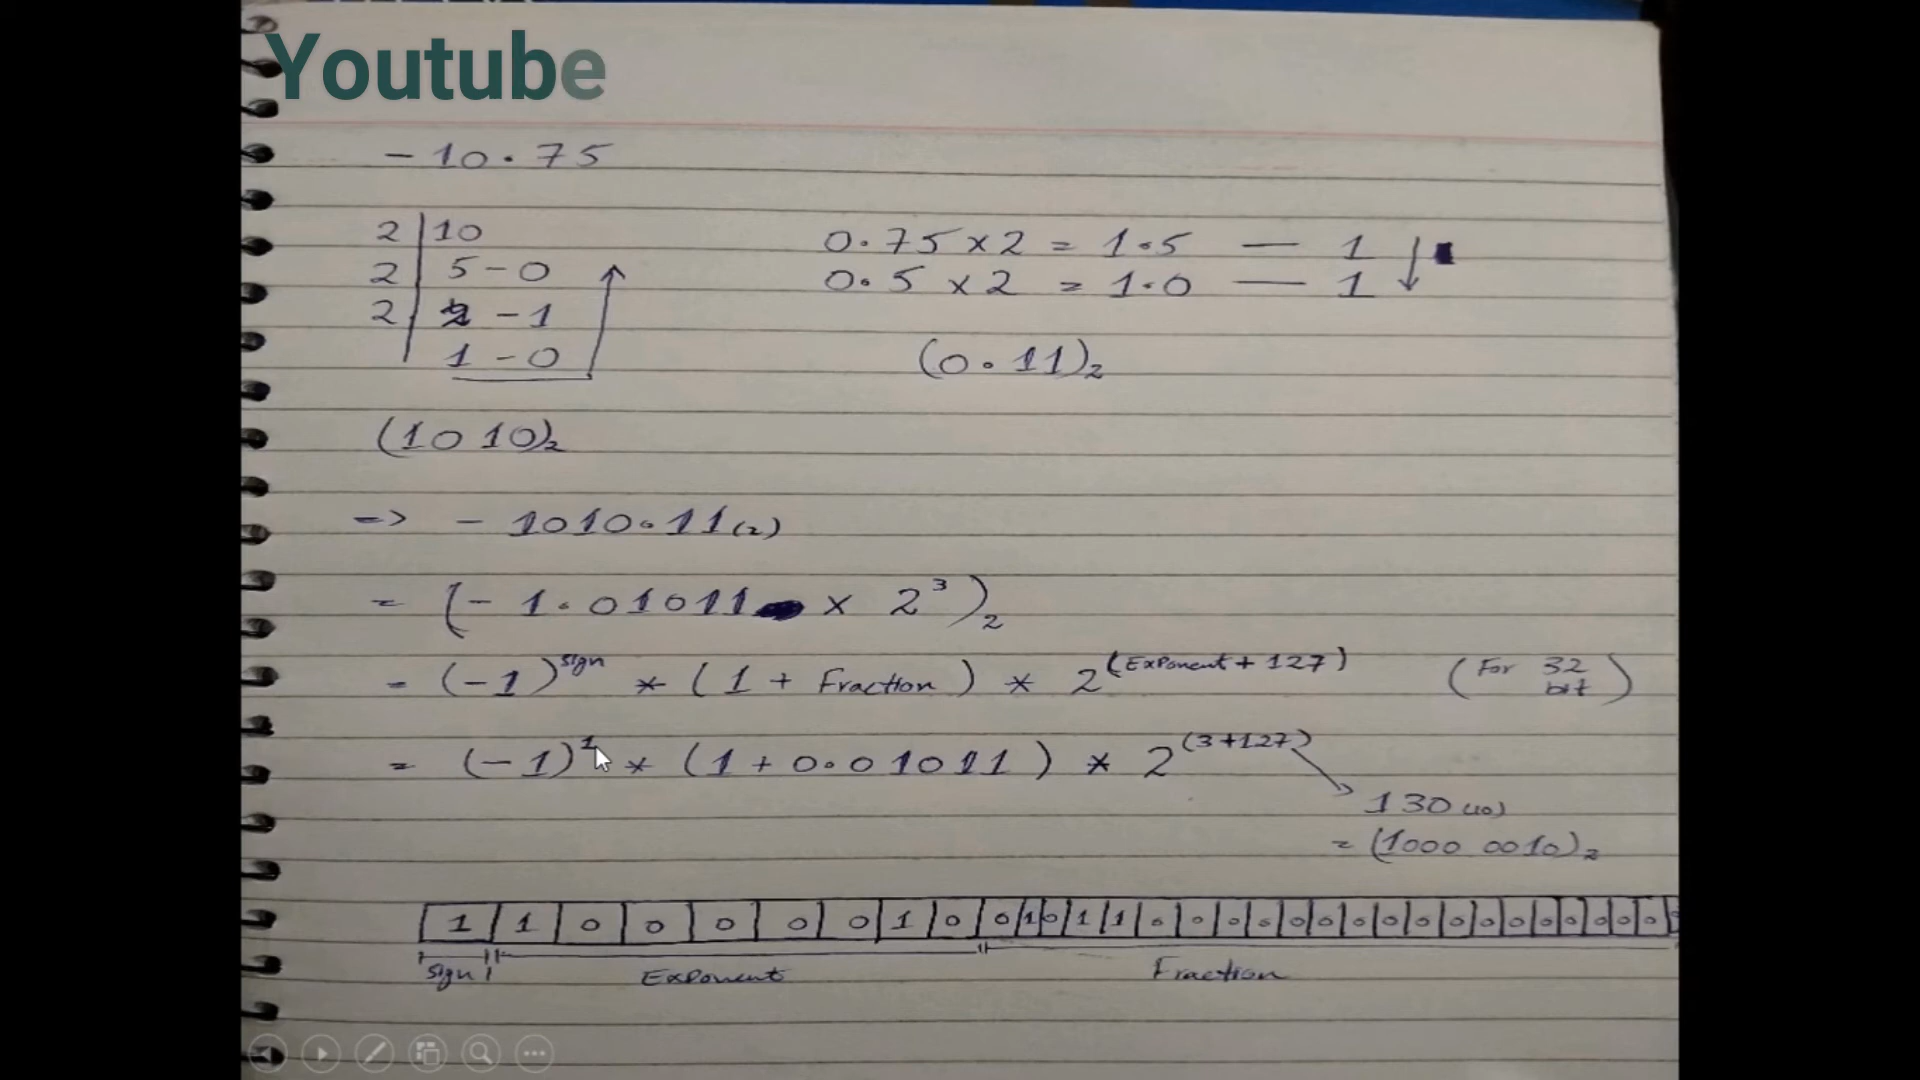 Youtube
- 10.75
2 10
2 5 - 0
2 2 - 1
1 - 0
0.75 x 2 = 1.5 — 1
0.5 x 2 = 1.0 — 1
(0.11)2
(1010)2
=> - 1010.11(2)
= (- 1.01011 x 2^3)2
= (-1)^sign * (1 + Fraction) * 2^(Exponent + 127) (For 32 bit)
= (-1)^1 * (1 + 0.01011) * 2^(3+127)
130(10)
= (1000 0010)2
1 1 0 0 0 0 0 1 0 0 1 0 1 1 0 0 0 0 0 0 0 0 0 0 0 0 0 0 0 0
sign Exponent Fraction